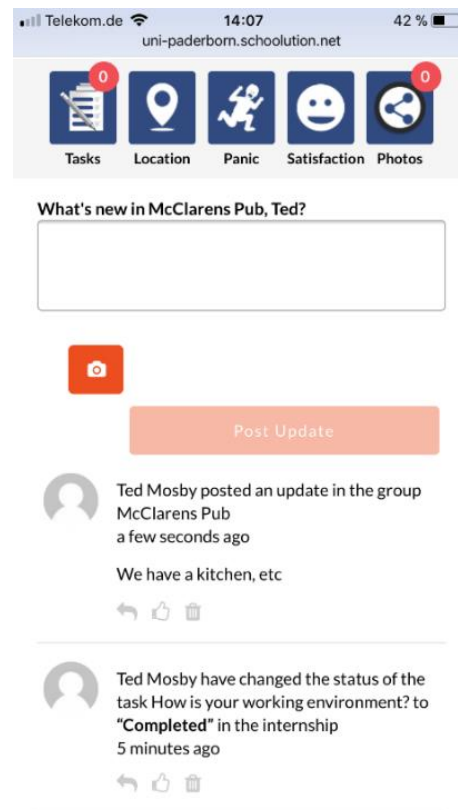 Telekom.de 14:07 42 %
uni-paderborn.schoolution.net
0 0
Tasks Location Panic Satisfaction Photos
What's new in McClarens Pub, Ted?
Post Update
Ted Mosby posted an update in the group
McClarens Pub
a few seconds ago
We have a kitchen, etc
Ted Mosby have changed the status of the
task How is your working environment? to
“Completed” in the internship
5 minutes ago